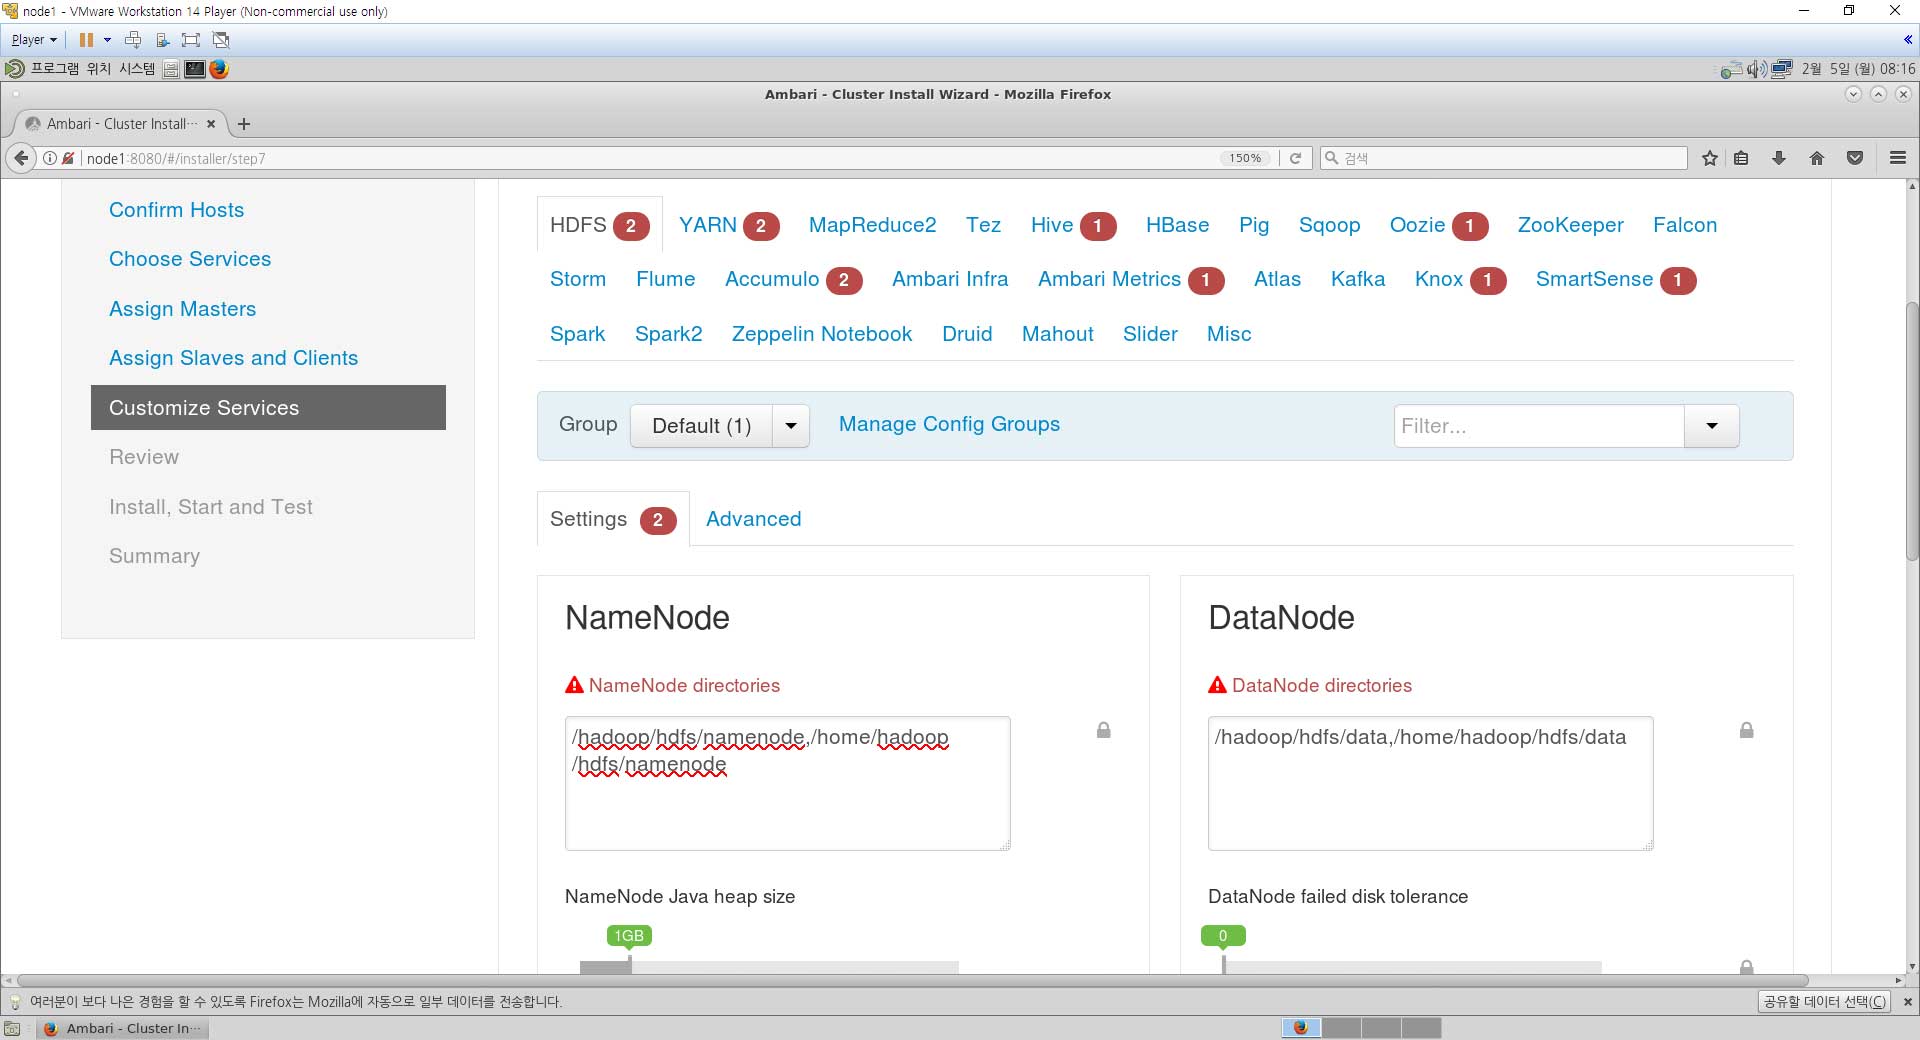 node1 - VMware Workstation 14 Player (Non-commercial use only)
Player
프로그램 위치 시스템
2월 5일 (월) 08:16
Ambari - Cluster Install Wizard - Mozilla Firefox
Ambari - Cluster Install···
node1:8080/#/installer/step7
150%
검색
Confirm Hosts
Choose Services
Assign Masters
Assign Slaves and Clients
Customize Services
Review
Install, Start and Test
Summary
HDFS 2 YARN 2 MapReduce2 Tez Hive 1 HBase Pig Sqoop Oozie 1 ZooKeeper Falcon
Storm Flume Accumulo 2 Ambari Infra Ambari Metrics 1 Atlas Kafka Knox 1 SmartSense 1
Spark Spark2 Zeppelin Notebook Druid Mahout Slider Misc
Group Default (1) Manage Config Groups Filter...
Settings 2 Advanced
NameNode
NameNode directories
/hadoop/hdfs/namenode,/home/hadoop
/hdfs/namenode
NameNode Java heap size
1GB
DataNode
DataNode directories
/hadoop/hdfs/data,/home/hadoop/hdfs/data
DataNode failed disk tolerance
0
여러분이 보다 나은 경험을 할 수 있도록 Firefox는 Mozilla에 자동으로 일부 데이터를 전송합니다.
공유할 데이터 선택(C)
Ambari - Cluster In···